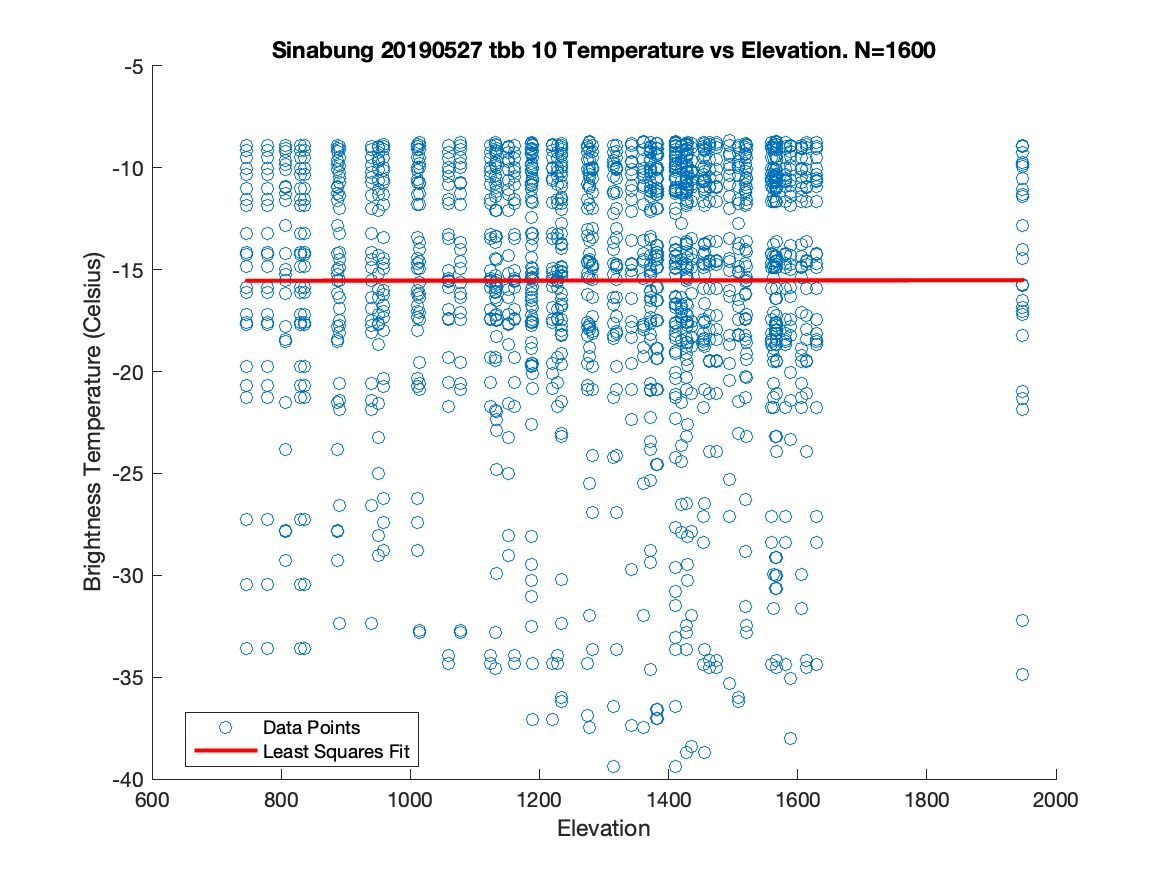 Sinabung 20190527 tbb 10 Temperature vs Elevation. N=1600
Brightness Temperature (Celsius)
-5
-10
-15
-20
-25
-30
-35
-40
Data Points
Least Squares Fit
600 800 1000 1200 1400 1600 1800 2000
Elevation